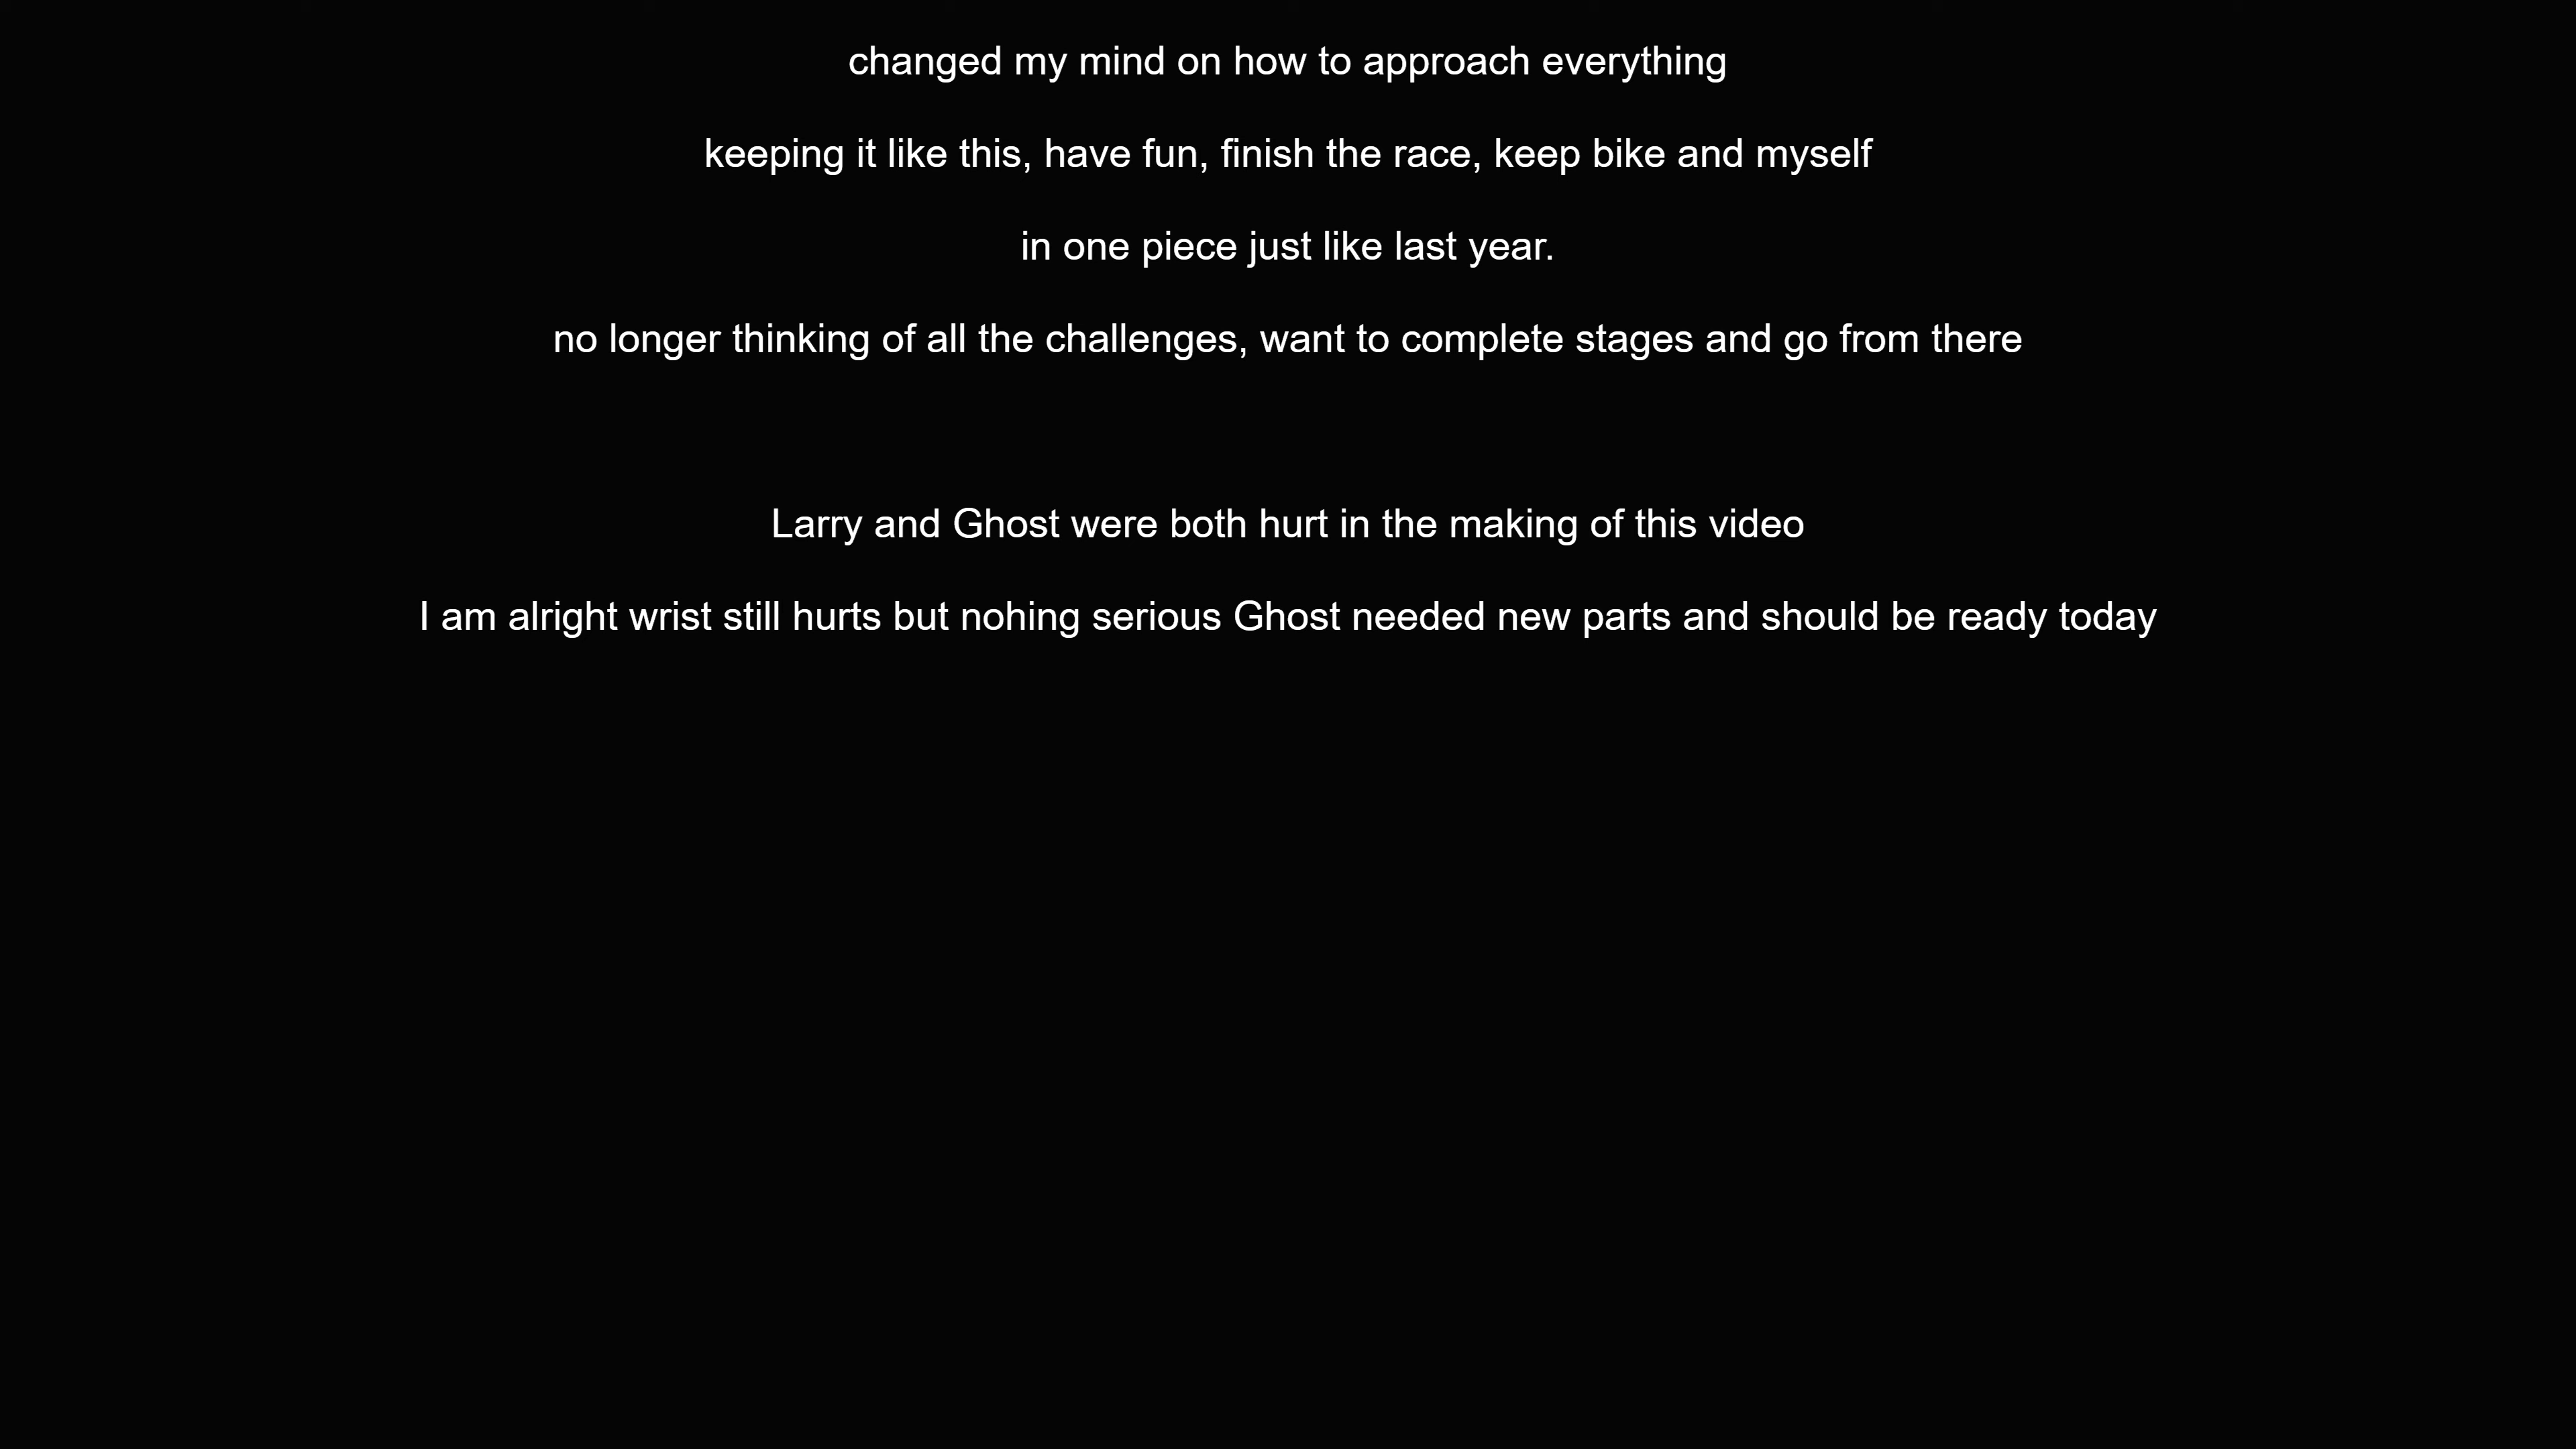 changed my mind on how to approach everything
keeping it like this, have fun, finish the race, keep bike and myself
in one piece just like last year.
no longer thinking of all the challenges, want to complete stages and go from there
Larry and Ghost were both hurt in the making of this video
I am alright wrist still hurts but nohing serious Ghost needed new parts and should be ready today